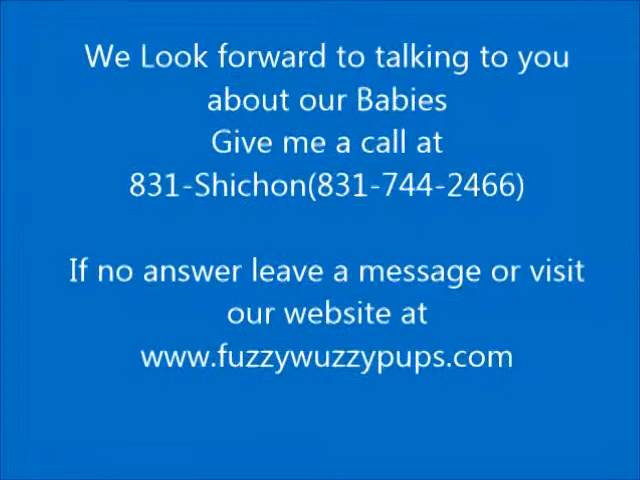 We Look forward to talking to you
about our Babies
Give me a call at
831-Shichon(831-744-2466)
If no answer leave a message or visit
our website at
www.fuzzywuzzypups.com